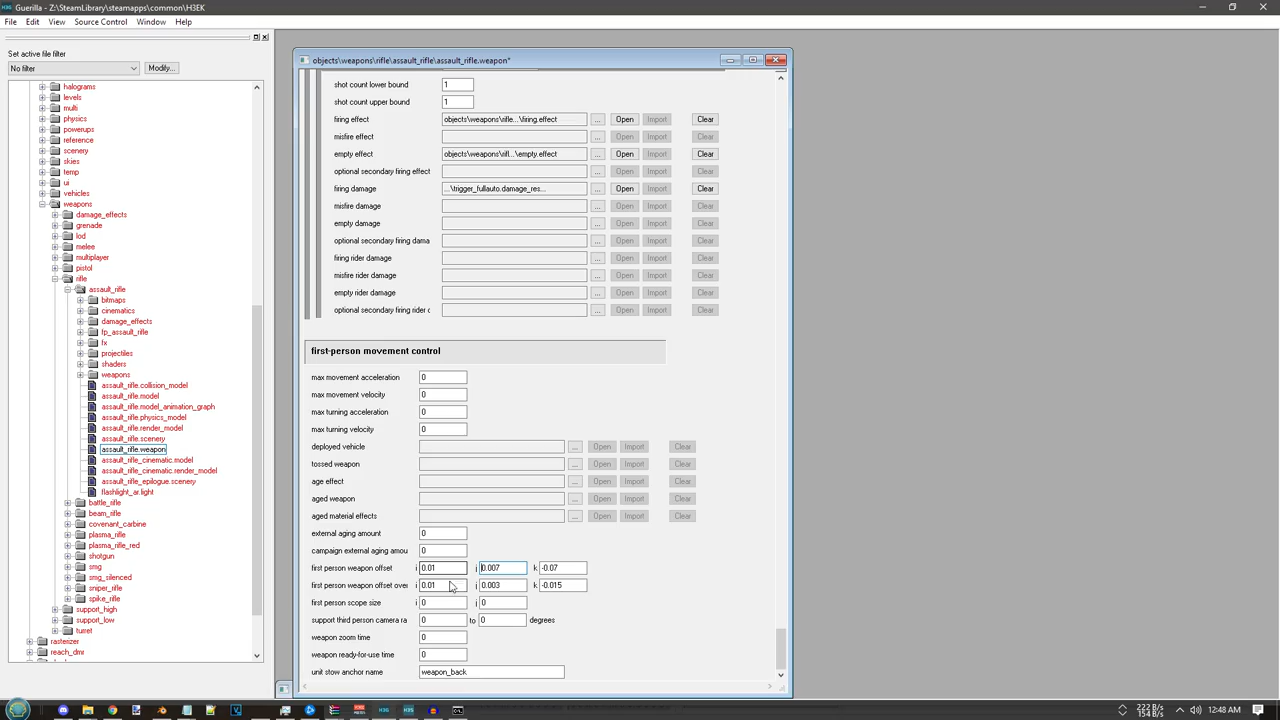 Guerilla - Z:\SteamLibrary\steamapps\common\H3EK
File Edit View Source Control Window Help
Set active file filter
No filter Modify...
halograms
levels
multi
physics
powerups
reference
scenery
skies
temp
ui
vehicles
weapons
damage_effects
grenade
lod
melee
multiplayer
pistol
rifle
assault_rifle
bitmaps
cinematics
damage_effects
fp_assault_rifle
fx
projectiles
shaders
weapons
assault_rifle.collision_model
assault_rifle.model
assault_rifle.model_animation_graph
assault_rifle.physics_model
assault_rifle.render_model
assault_rifle.scenery
assault_rifle.weapon
assault_rifle_cinematic.model
assault_rifle_cinematic.render_model
assault_rifle_epilogue.scenery
flashlight_ar.light
battle_rifle
beam_rifle
covenant_carbine
plasma_rifle
plasma_rifle_red
shotgun
smg
smg_silenced
sniper_rifle
spike_rifle
support_high
support_low
turret
rasterizer
reach_dmr
objects\weapons\rifle\assault_rifle\assault_rifle.weapon*
shot count lower bound 1
shot count upper bound 1
firing effect objects\weapons\rifle...\firing.effect ... Open Import Clear
misfire effect ... Open Import Clear
empty effect objects\weapons\rifl...\empty.effect ... Open Import Clear
optional secondary firing effect ... Open Import Clear
firing damage ...\trigger_fullauto.damage_res... ... Open Import Clear
misfire damage ... Open Import Clear
empty damage ... Open Import Clear
optional secondary firing dama ... Open Import Clear
firing rider damage ... Open Import Clear
misfire rider damage ... Open Import Clear
empty rider damage ... Open Import Clear
optional secondary firing rider c ... Open Import Clear
first-person movement control
max movement acceleration 0
max movement velocity 0
max turning acceleration 0
max turning velocity 0
deployed vehicle ... Open Import Clear
tossed weapon ... Open Import Clear
age effect ... Open Import Clear
aged weapon ... Open Import Clear
aged material effects ... Open Import Clear
external aging amount 0
campaign external aging amou 0
first person weapon offset i 0.01 j 0.007 k -0.07
first person weapon offset over i 0.01 j 0.003 k -0.015
first person scope size i 0 j 0
support third person camera ra 0 to 0 degrees
weapon zoom time 0
weapon ready-for-use time 0
unit stow anchor name weapon_back
222 B/s
215 B/s
12:48 AM